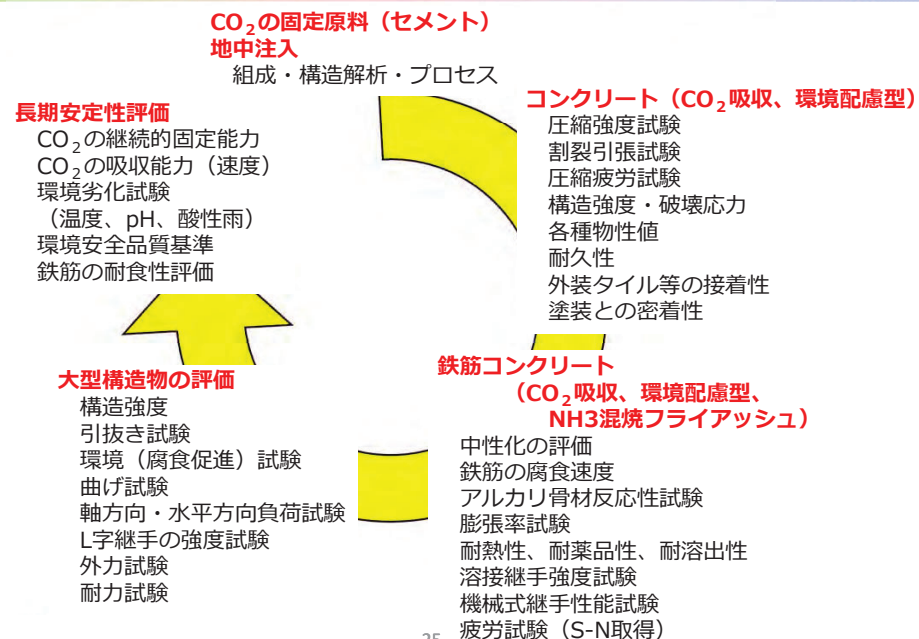 CO₂の固定原料（セメント）
地中注入
組成・構造解析・プロセス
コンクリート（CO₂吸収、環境配慮型）
圧縮強度試験
割裂引張試験
圧縮疲労試験
構造強度・破壊応力
各種物性値
耐久性
外装タイル等の接着性
塗装との密着性
鉄筋コンクリート
（CO₂吸収、環境配慮型、
NH3混焼フライアッシュ）
中性化の評価
鉄筋の腐食速度
アルカリ骨材反応性試験
膨張率試験
耐熱性、耐薬品性、耐溶出性
溶接継手強度試験
機械式継手性能試験
疲労試験（S-N取得）
大型構造物の評価
構造強度
引抜き試験
環境（腐食促進）試験
曲げ試験
軸方向・水平方向負荷試験
L字継手の強度試験
外力試験
耐力試験
長期安定性評価
CO₂の継続的固定能力
CO₂の吸収能力（速度）
環境劣化試験
（温度、pH、酸性雨）
環境安全品質基準
鉄筋の耐食性評価